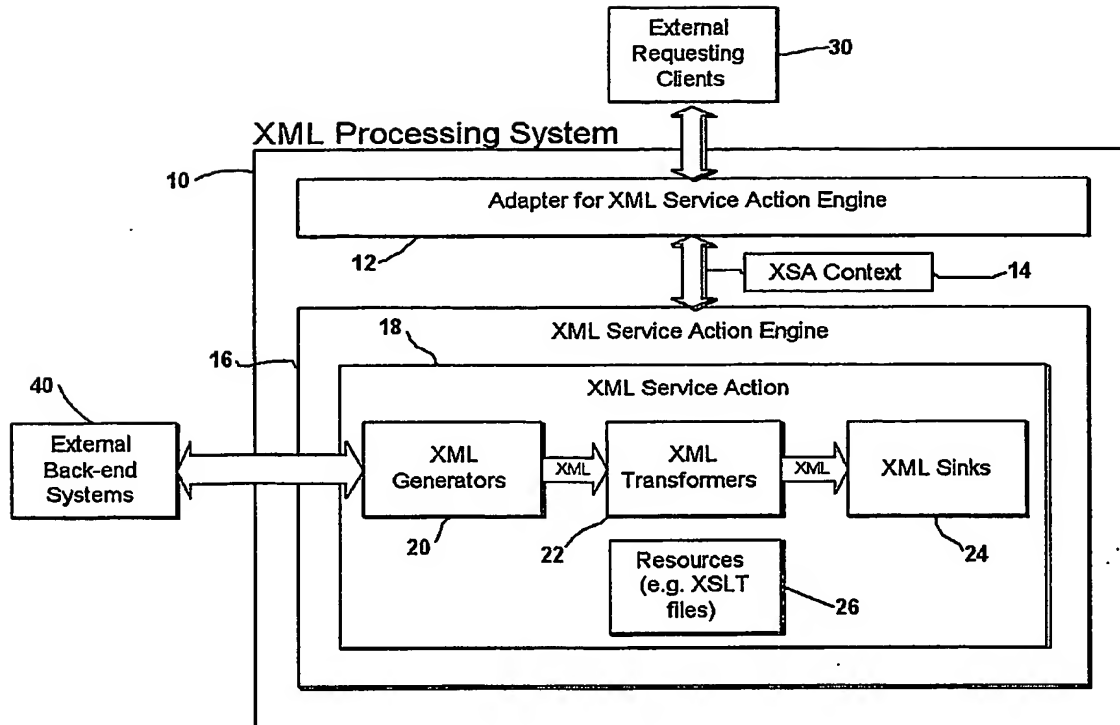 External
Requesting
Clients
30
XML Processing System
10
Adapter for XML Service Action Engine
12
XSA Context
14
XML Service Action Engine
16
18
XML Service Action
40
External
Back-end
Systems
XML
Generators
XML
XML
Transformers
XML
XML Sinks
20
22
24
Resources
(e.g. XSLT
files)
26